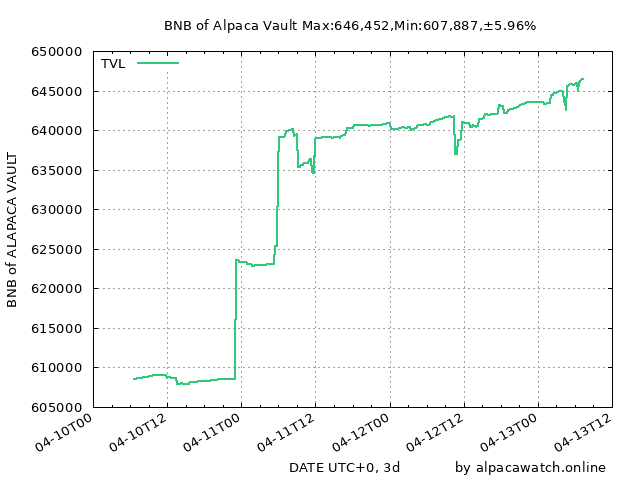 BNB of Alpaca Vault Max:646,452,Min:607,887,±5.96%
TVL
650000
645000
640000
635000
630000
625000
620000
615000
610000
605000
BNB of ALAPACA VAULT
04-10T00
04-10T12
04-11T00
04-11T12
04-12T00
04-12T12
04-13T00
04-13T12
DATE UTC+0, 3d
by alpacawatch.online